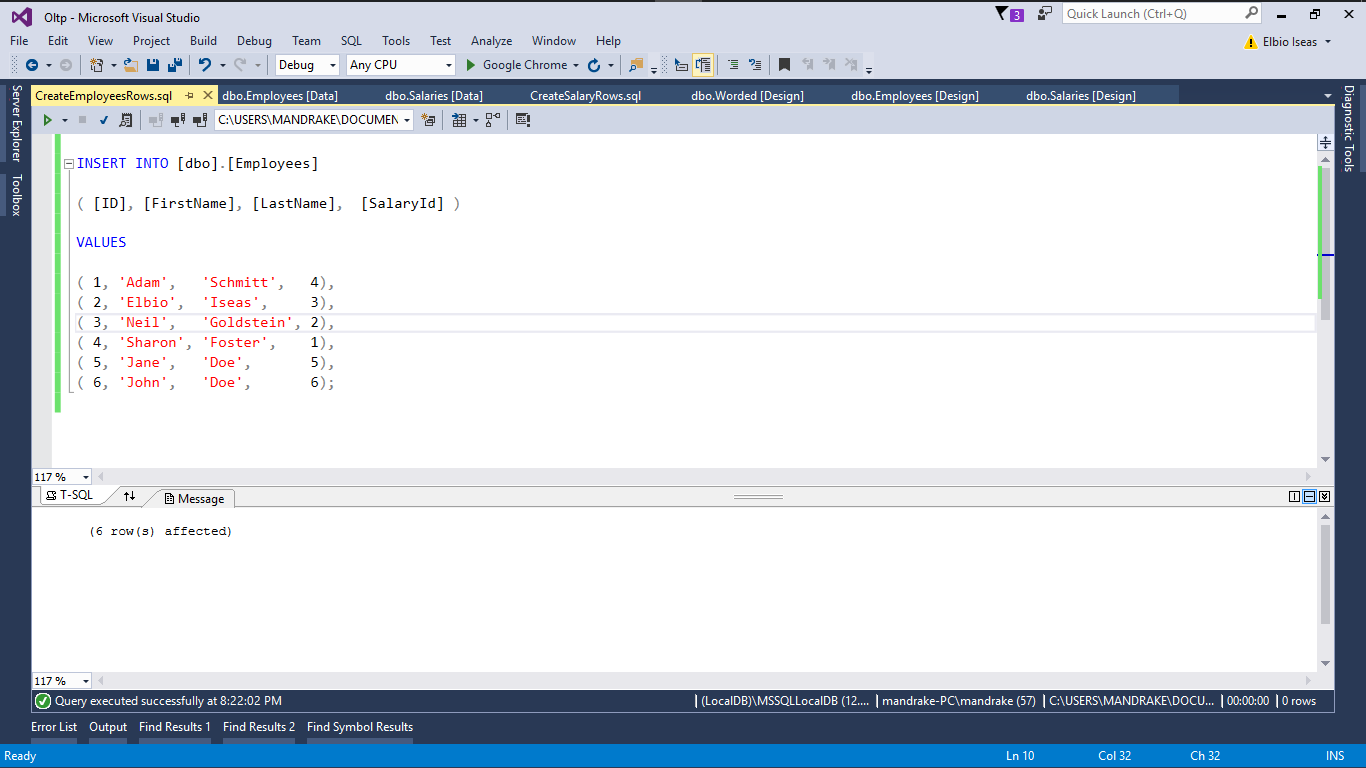 Oltp - Microsoft Visual Studio
3
Quick Launch (Ctrl+Q)
File Edit View Project Build Debug Team SQL Tools Test Analyze Window Help
Elbio Iseas
Debug Any CPU Google Chrome
Server Explorer
Toolbox
CreateEmployeesRows.sql dbo.Employees [Data] dbo.Salaries [Data] CreateSalaryRows.sql dbo.Worded [Design] dbo.Employees [Design] dbo.Salaries [Design]
Diagnostic Tools
C:\USERS\MANDRAKE\DOCUMEN
INSERT INTO [dbo].[Employees]
( [ID], [FirstName], [LastName],  [SalaryId] )
VALUES
( 1, 'Adam',   'Schmitt',   4),
( 2, 'Elbio',  'Iseas',     3),
( 3, 'Neil',   'Goldstein', 2),
( 4, 'Sharon', 'Foster',    1),
( 5, 'Jane',   'Doe',       5),
( 6, 'John',   'Doe',       6);
117 %
T-SQL Message
(6 row(s) affected)
117 %
Query executed successfully at 8:22:02 PM
(LocalDB)\MSSQLLocalDB (12.... mandrake-PC\mandrake (57) C:\USERS\MANDRAKE\DOCU... 00:00:00 0 rows
Error List Output Find Results 1 Find Results 2 Find Symbol Results
Ready Ln 10 Col 32 Ch 32 INS